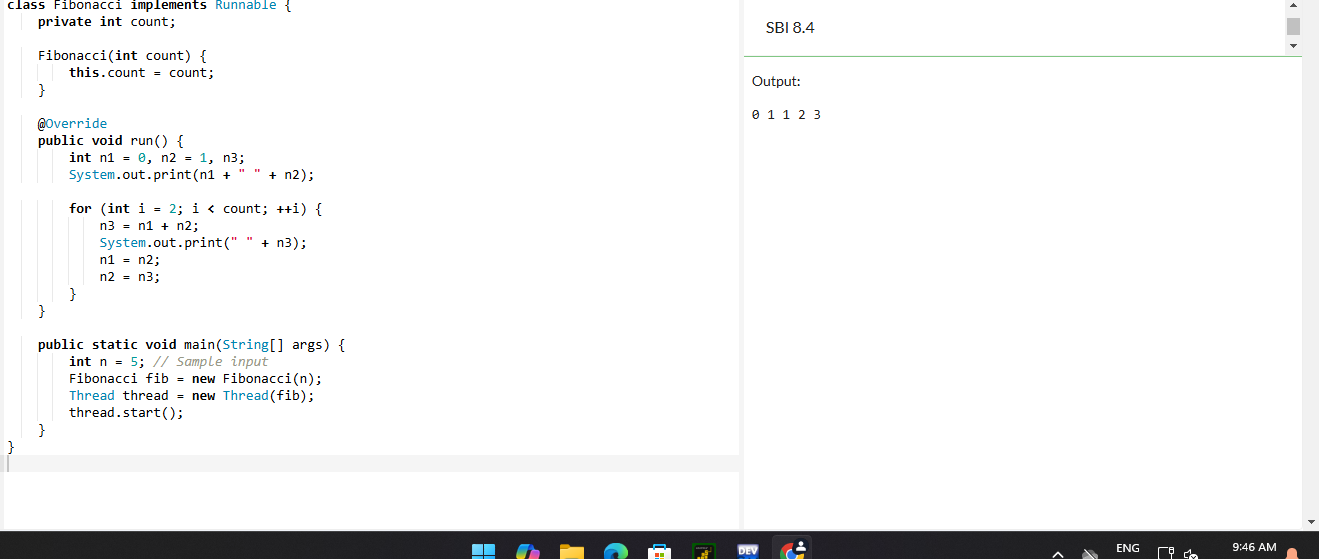 class Fibonacci implements Runnable {
    private int count;

    Fibonacci(int count) {
        this.count = count;
    }

    @Override
    public void run() {
        int n1 = 0, n2 = 1, n3;
        System.out.print(n1 + " " + n2);

        for (int i = 2; i < count; ++i) {
            n3 = n1 + n2;
            System.out.print(" " + n3);
            n1 = n2;
            n2 = n3;
        }
    }

    public static void main(String[] args) {
        int n = 5; // Sample input
        Fibonacci fib = new Fibonacci(n);
        Thread thread = new Thread(fib);
        thread.start();
    }
}
SBI 8.4
Output:
0 1 1 2 3
DEV
ENG
9:46 AM